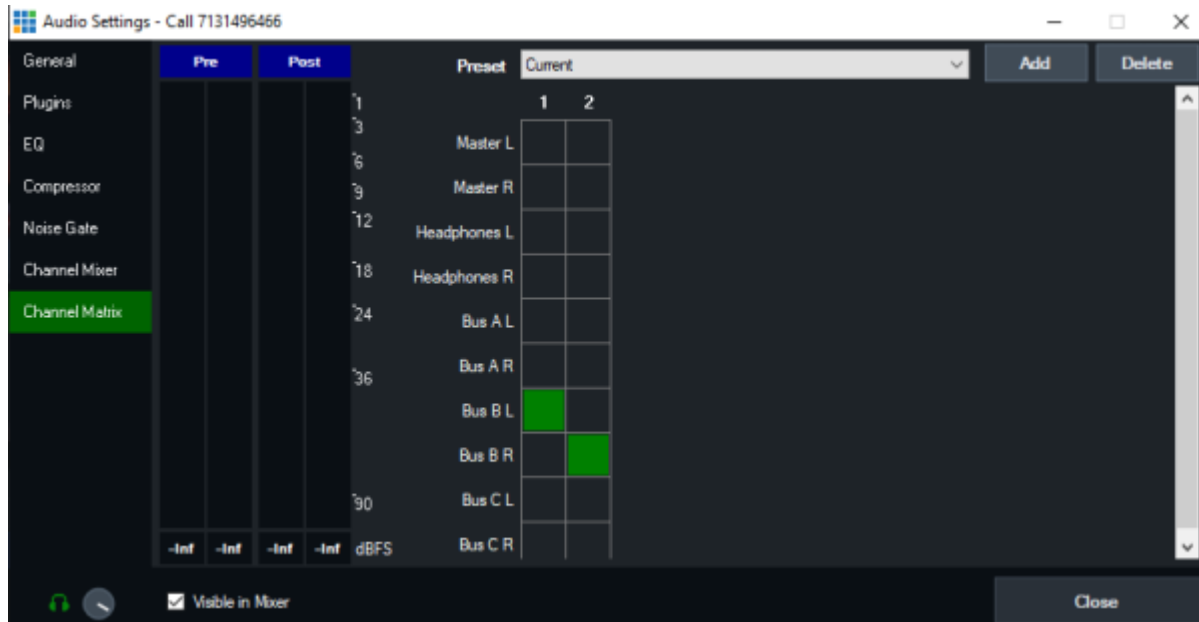 Audio Settings - Call 7131496466
General
Plugins
EQ
Compressor
Noise Gate
Channel Mixer
Channel Matrix
Pre Post
-1
-3
-6
-9
-12
-18
-24
-36
-90
-Inf -Inf -Inf -Inf dBFS
Preset Current Add Delete
1 2
Master L
Master R
Headphones L
Headphones R
Bus A L
Bus A R
Bus B L
Bus B R
Bus C L
Bus C R
Visible in Mixer
Close